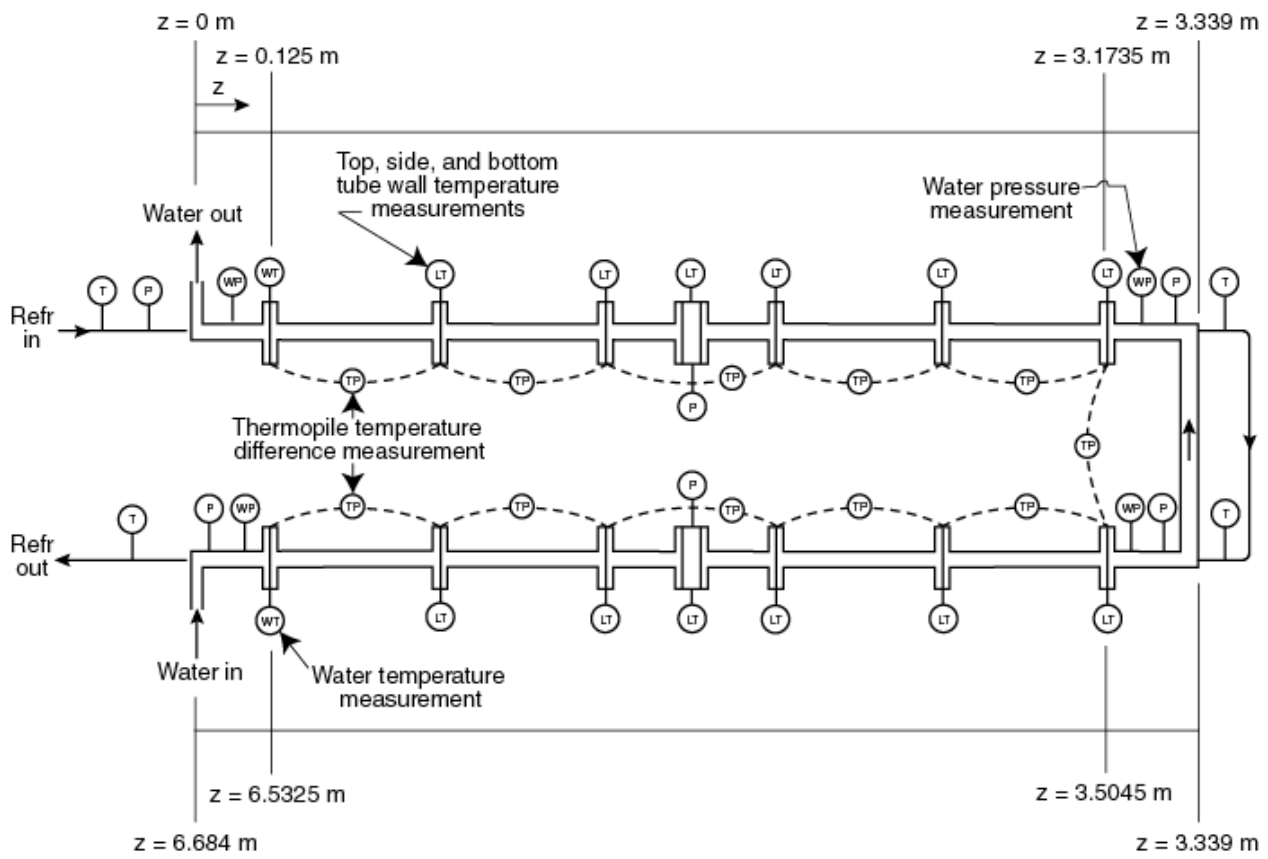 z = 0 m
z = 3.339 m
z = 0.125 m
z = 3.1735 m
z
Top, side, and bottom
tube wall temperature
measurements
Water pressure
measurement
Water out
WT
LT
LT
LT
LT
LT
LT
T
P
WP
WP
P
T
Refr
in
TP
TP
TP
TP
TP
P
Thermopile temperature
difference measurement
TP
P
TP
TP
TP
TP
TP
T
P
WP
WP
P
T
Refr
out
WT
LT
LT
LT
LT
LT
LT
Water in
Water temperature
measurement
z = 6.5325 m
z = 3.5045 m
z = 6.684 m
z = 3.339 m